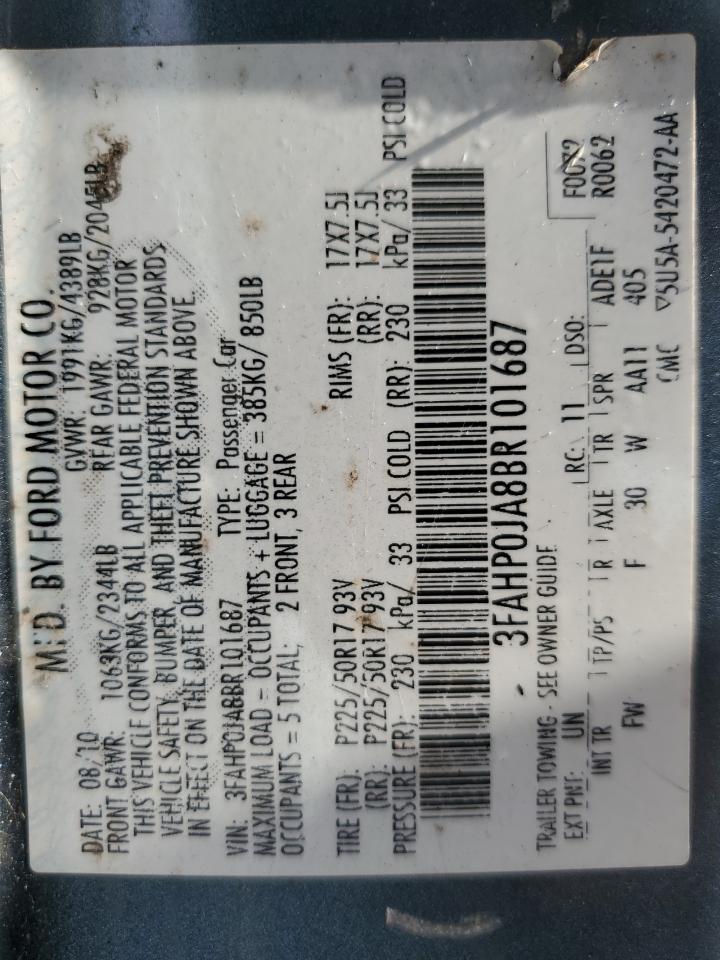 MFD. BY FORD MOTOR CO.
DATE: 08/10 GVWR: 1991KG/4389LB
FRONT GAWR: 1063KG/2344LB REAR GAWR: 928KG/2045LB
THIS VEHICLE CONFORMS TO ALL APPLICABLE FEDERAL MOTOR
VEHICLE SAFETY, BUMPER, AND THEFT PREVENTION STANDARDS
IN EFFECT ON THE DATE OF MANUFACTURE SHOWN ABOVE.
VIN: 3FAHP0JA8BR101687 TYPE: Passenger Car
MAXIMUM LOAD = OCCUPANTS + LUGGAGE = 385KG/ 850LB
OCCUPANTS = 5 TOTAL; 2 FRONT, 3 REAR
TIRE (FR): P225/50R17 93V RIMS (FR): 17X7.5J
(RR): P225/50R17 93V (RR): 17X7.5J
PRESSURE (FR): 230 kPa/ 33 PSI COLD (RR): 230 kPa/ 33 PSI COLD
3FAHP0JA8BR101687
TRAILER TOWING - SEE OWNER GUIDE F0072
EXT PNT: UN RC: 11 DSO: R0062
INT TR TP/PS R AXLE TR SPR ADE1F
FW F 30 W AA11 405
CMC ▽5U5A-5420472-AA